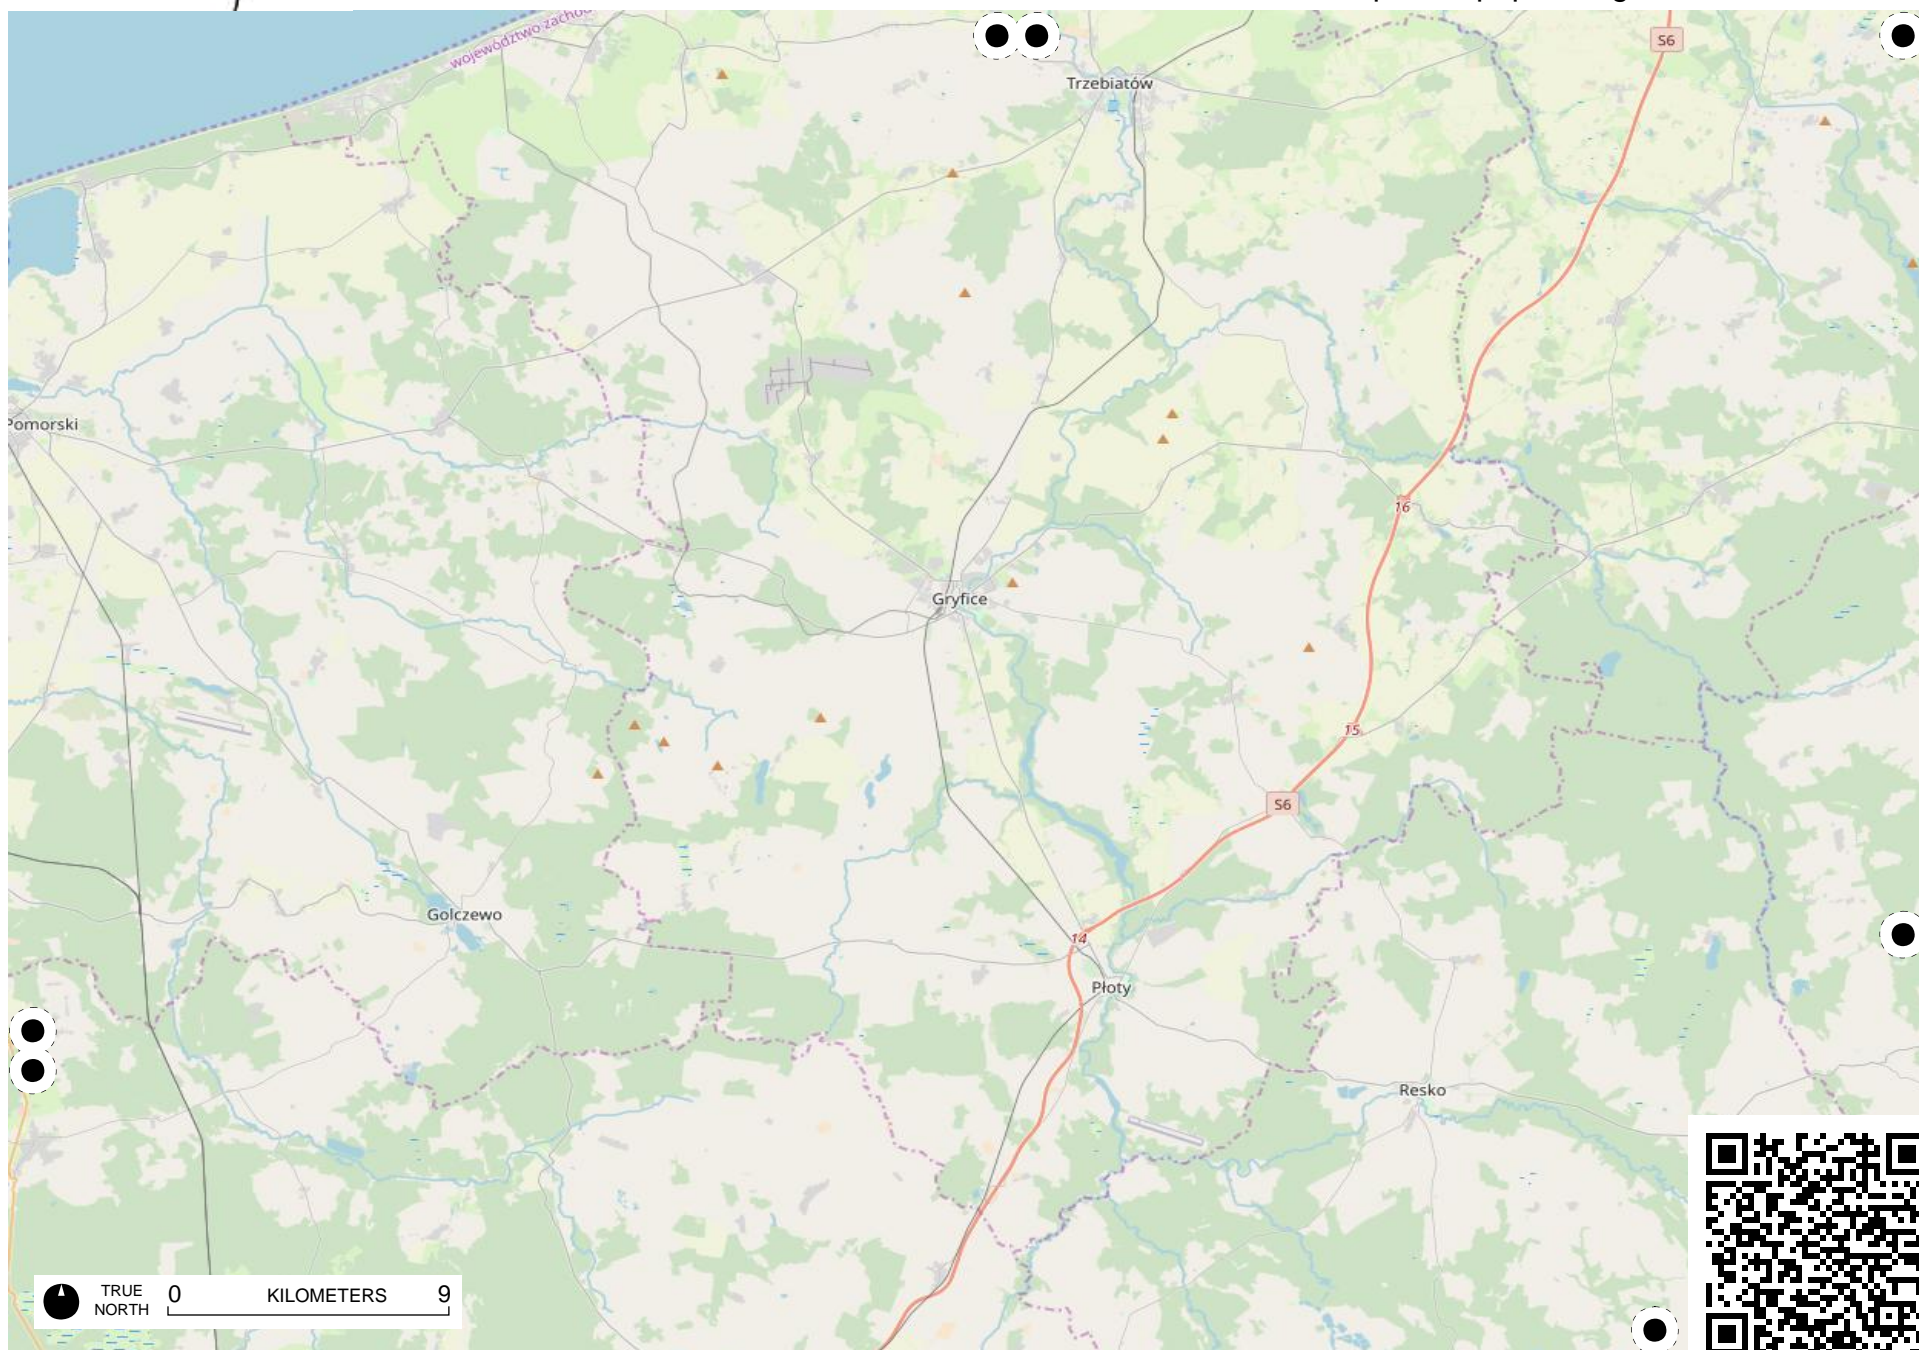 województwo zachod
S6
Trzebiatów
Pomorski
16
Gryfice
15
S6
Golczewo
14
Płoty
Resko
TRUE
NORTH
0 KILOMETERS 9